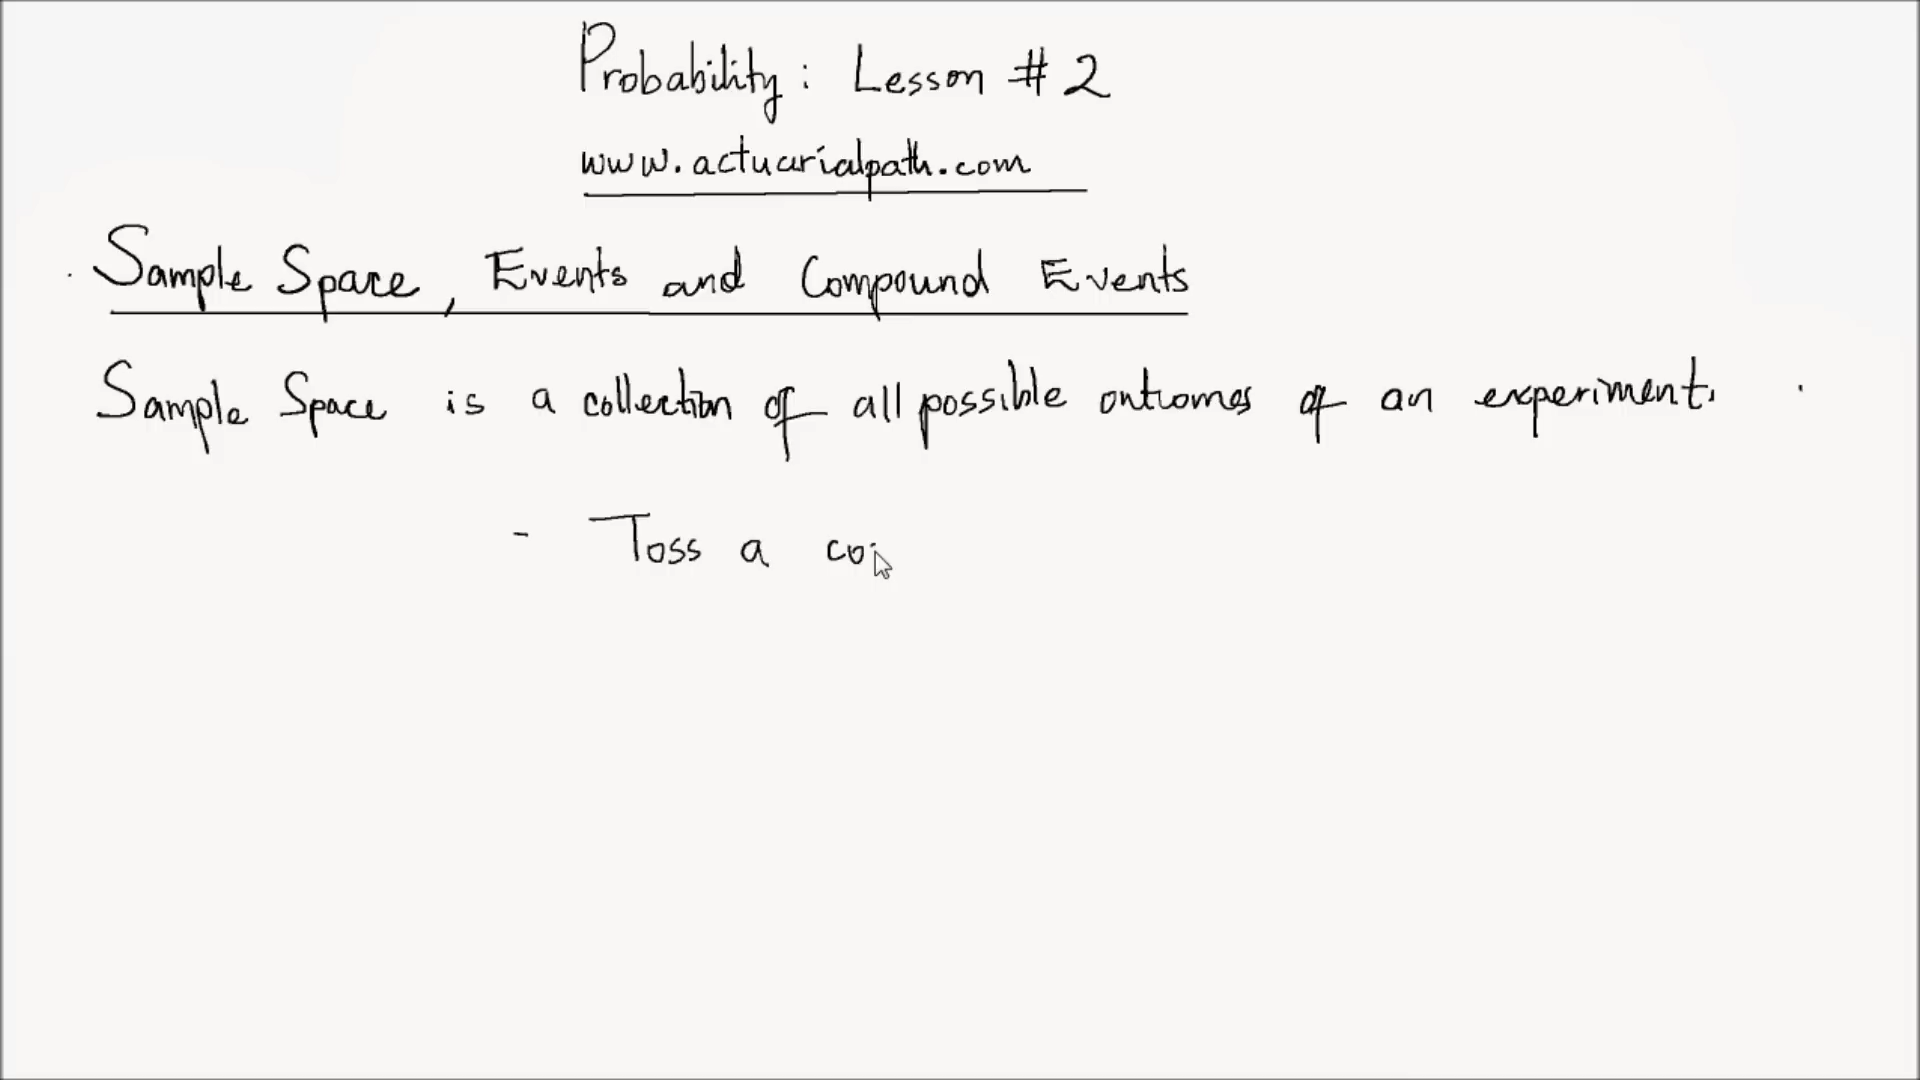 Probability: Lesson # 2
www.actuarialpath.com
Sample Space, Events and Compound Events
Sample Space is a collection of all possible outcomes of an experiment.
- Toss a coi